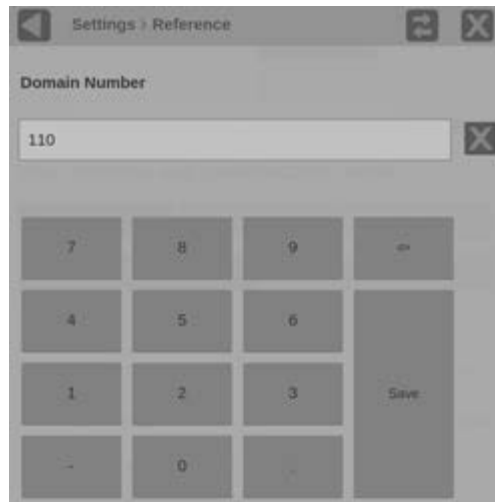 Settings > Reference
Domain Number
110
7 8 9 ⇦
4 5 6
1 2 3 Save
- 0 .